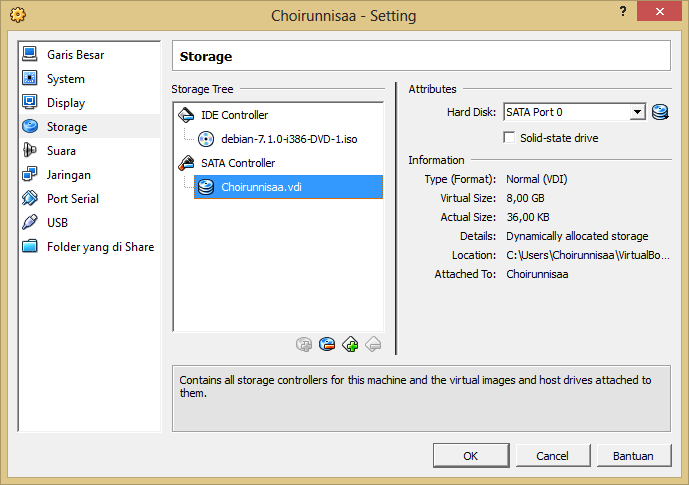 Choirunnisaa - Setting
?
Garis Besar
System
Display
Storage
Suara
Jaringan
Port Serial
USB
Folder yang di Share
Storage
Storage Tree
IDE Controller
debian-7.1.0-i386-DVD-1.iso
SATA Controller
Choirunnisaa.vdi
Attributes
Hard Disk: SATA Port 0
Solid-state drive
Information
Type (Format): Normal (VDI)
Virtual Size: 8,00 GB
Actual Size: 36,00 KB
Details: Dynamically allocated storage
Location: C:\Users\Choirunnisaa\VirtualBo...
Attached To: Choirunnisaa
Contains all storage controllers for this machine and the virtual images and host drives attached to
them.
OK Cancel Bantuan